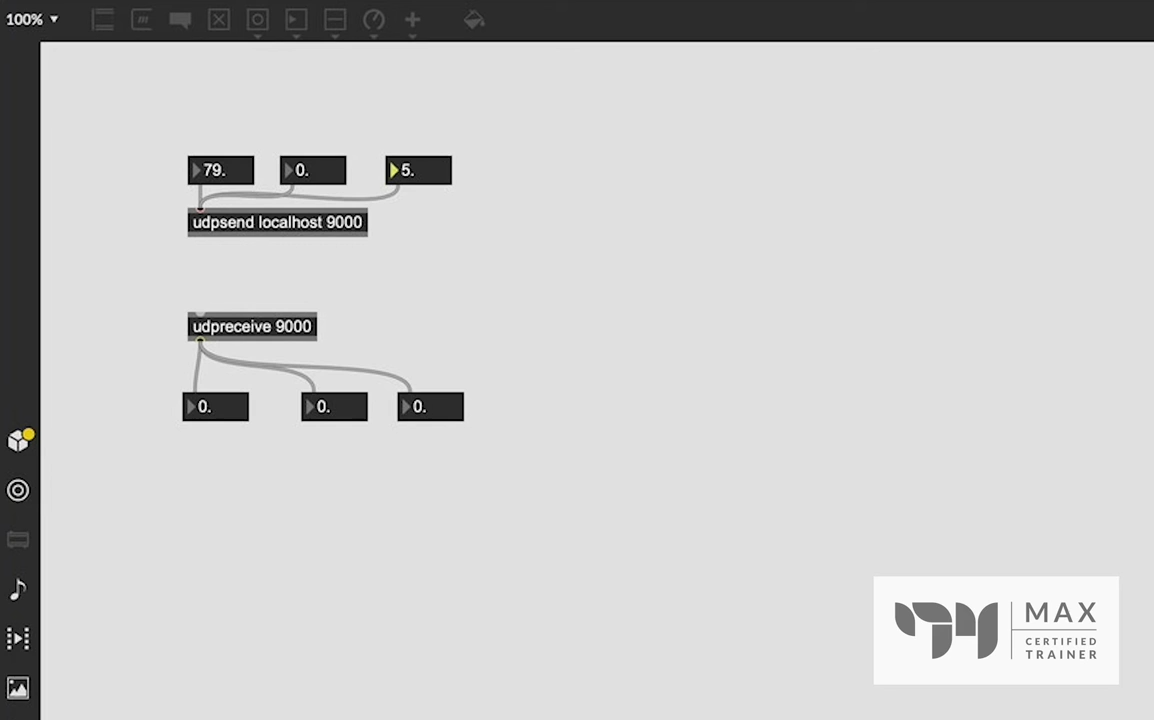 100%
79.
0.
5.
udpsend localhost 9000
udpreceive 9000
0.
0.
0.
MAX
CERTIFIED
TRAINER